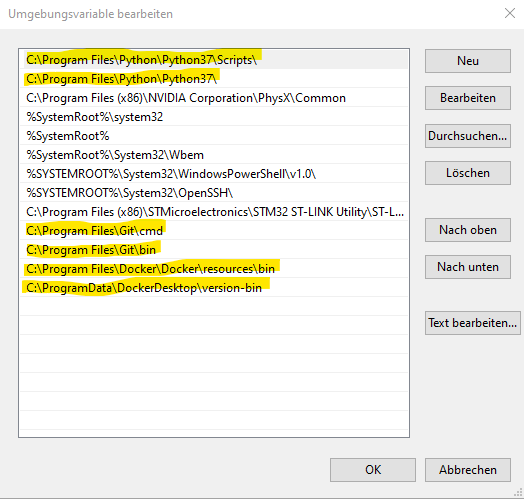 Umgebungsvariable bearbeiten
C:\Program Files\Python\Python37\Scripts\
C:\Program Files\Python\Python37\
C:\Program Files (x86)\NVIDIA Corporation\PhysX\Common
%SystemRoot%\system32
%SystemRoot%
%SystemRoot%\System32\Wbem
%SYSTEMROOT%\System32\WindowsPowerShell\v1.0\
%SYSTEMROOT%\System32\OpenSSH\
C:\Program Files (x86)\STMicroelectronics\STM32 ST-LINK Utility\ST-L...
C:\Program Files\Git\cmd
C:\Program Files\Git\bin
C:\Program Files\Docker\Docker\resources\bin
C:\ProgramData\DockerDesktop\version-bin
Neu
Bearbeiten
Durchsuchen...
Löschen
Nach oben
Nach unten
Text bearbeiten...
OK
Abbrechen